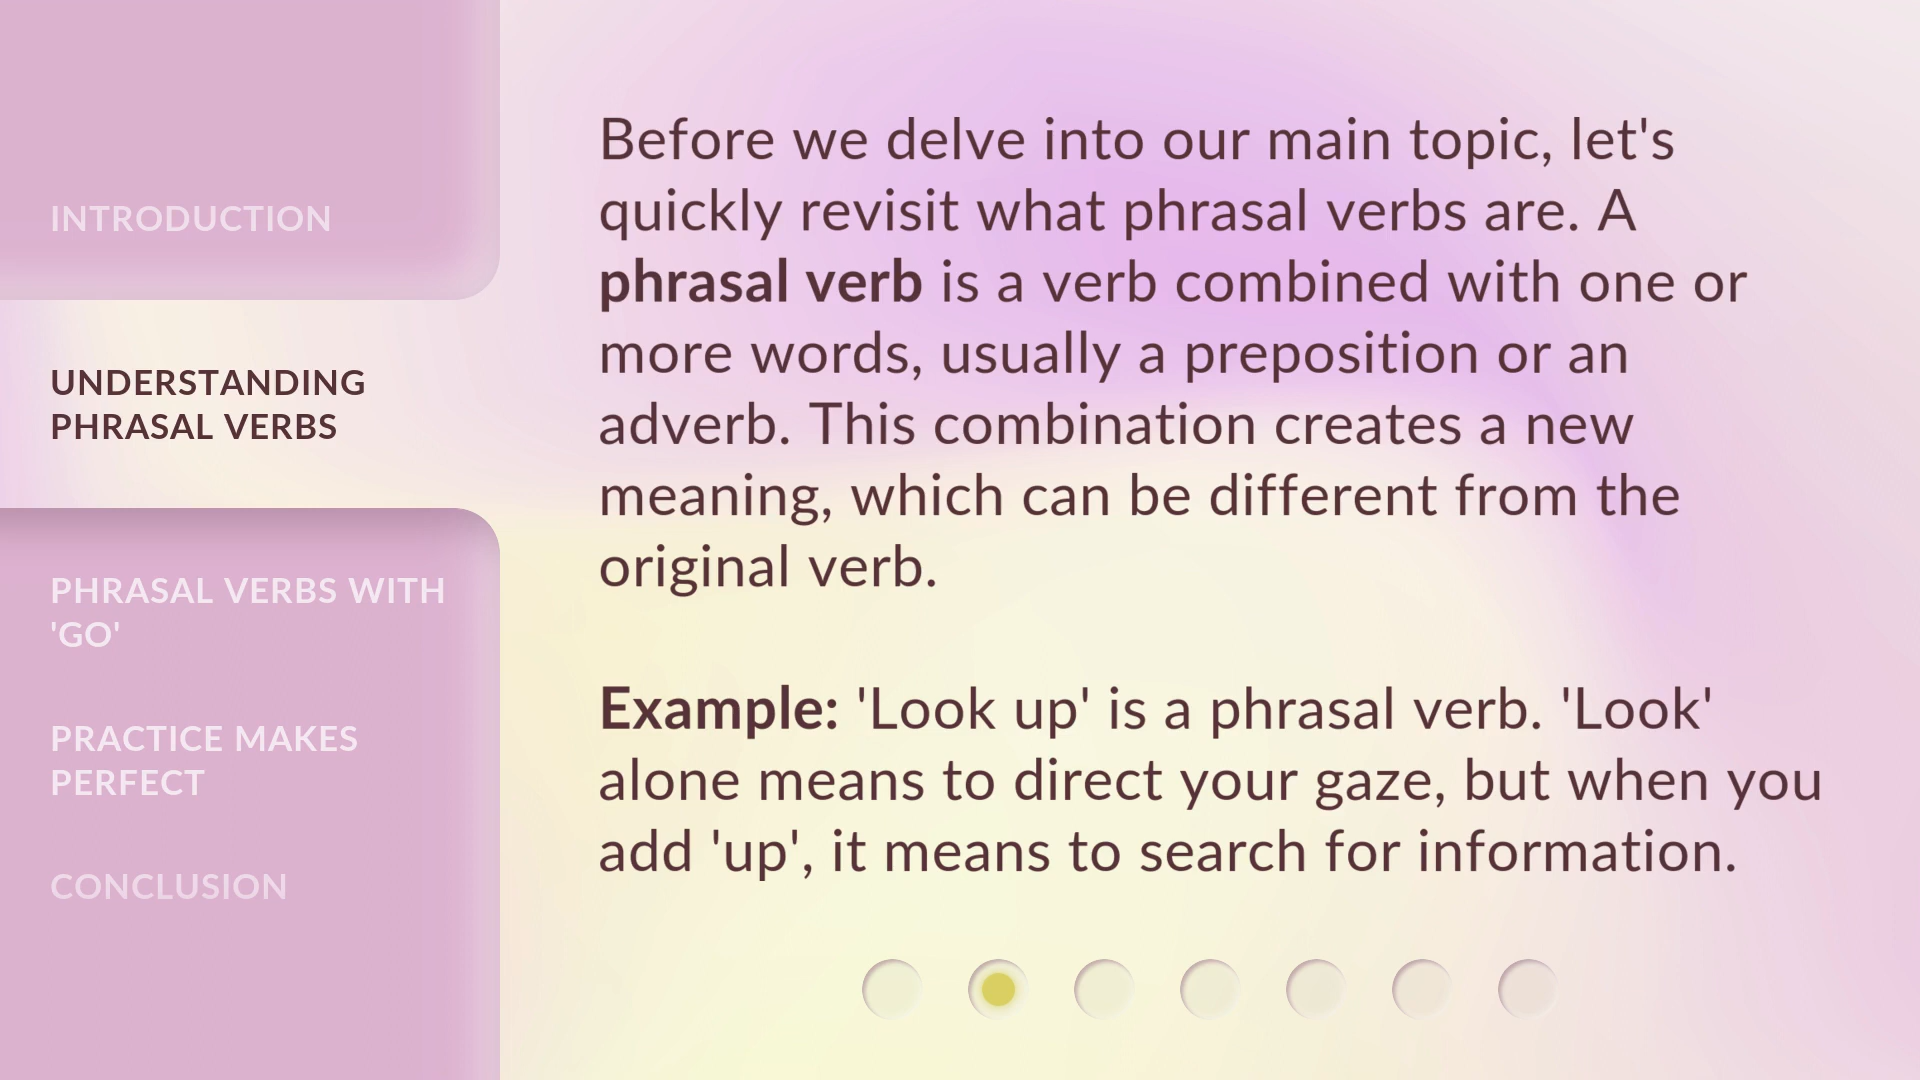 INTRODUCTION
UNDERSTANDING
PHRASAL VERBS
PHRASAL VERBS WITH
'GO'
PRACTICE MAKES
PERFECT
CONCLUSION
Before we delve into our main topic, let's
quickly revisit what phrasal verbs are. A
phrasal verb is a verb combined with one or
more words, usually a preposition or an
adverb. This combination creates a new
meaning, which can be different from the
original verb.
Example: 'Look up' is a phrasal verb. 'Look'
alone means to direct your gaze, but when you
add 'up', it means to search for information.